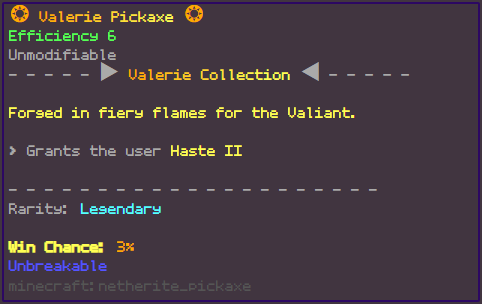 ❂ Valerie Pickaxe ❂
Efficiency 6
Unmodifiable
- - - - - ▶ Valerie Collection ◀ - - - - -
Forged in fiery flames for the Valiant.
> Grants the user Haste II
- - - - - - - - - - - - - - - - - - - - - - -
Rarity: Legendary
Win Chance: 3%
Unbreakable
minecraft:netherite_pickaxe